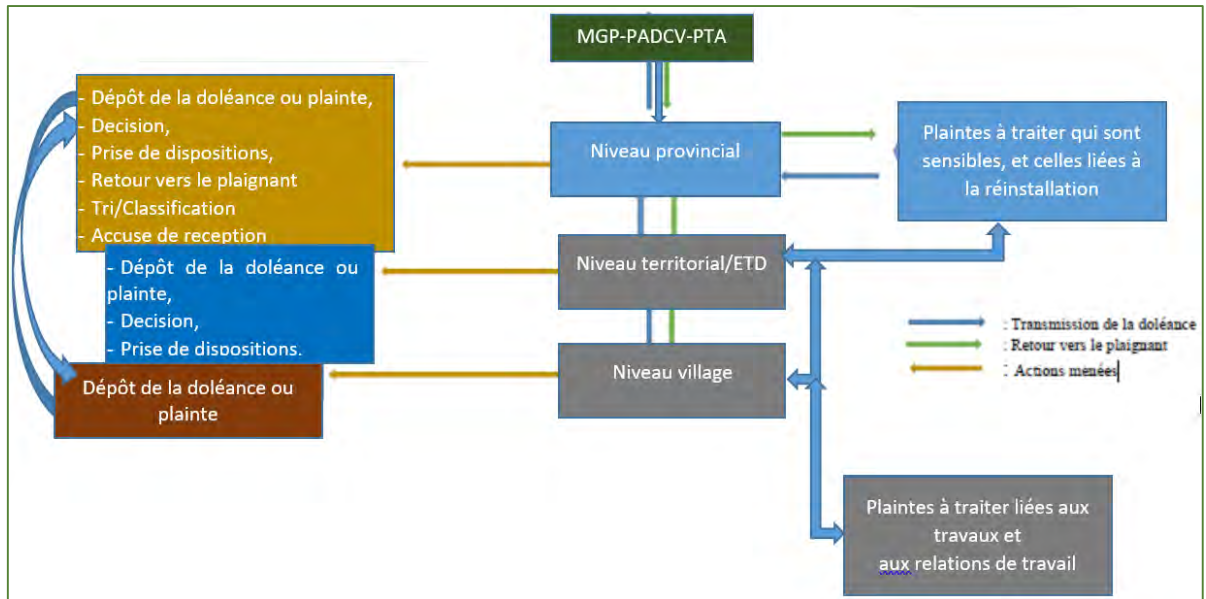 MGP-PADCV-PTA
- Dépôt de la doléance ou plainte,
- Decision,
- Prise de dispositions,
- Retour vers le plaignant
- Tri/Classification
- Accuse de reception
Niveau provincial
Plaintes à traiter qui sont
sensibles, et celles liées à
la réinstallation
- Dépôt de la doléance ou
plainte,
- Decision,
- Prise de dispositions.
Niveau territorial/ETD
: Transmission de la doléance
: Retour vers le plaignant
: Actions menées
Niveau village
Dépôt de la doléance ou
plainte
Plaintes à traiter liées aux
travaux et
aux relations de travail